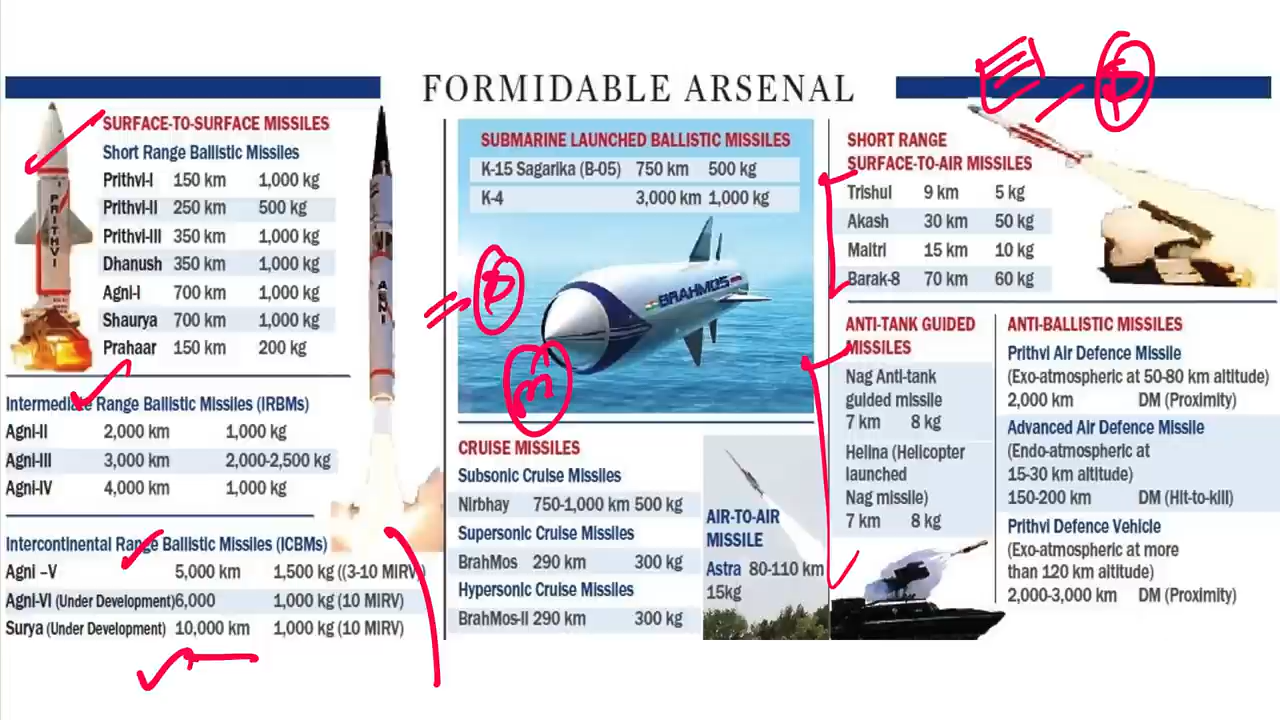 FORMIDABLE ARSENAL
SURFACE-TO-SURFACE MISSILES
Short Range Ballistic Missiles
Prithvi-I 150 km 1,000 kg
Prithvi-II 250 km 500 kg
Prithvi-III 350 km 1,000 kg
Dhanush 350 km 1,000 kg
Agni-I 700 km 1,000 kg
Shaurya 700 km 1,000 kg
Prahaar 150 km 200 kg
PRITHVI
AGNI
Intermediate Range Ballistic Missiles (IRBMs)
Agni-II 2,000 km 1,000 kg
Agni-III 3,000 km 2,000-2,500 kg
Agni-IV 4,000 km 1,000 kg
Intercontinental Range Ballistic Missiles (ICBMs)
Agni –V 5,000 km 1,500 kg ((3-10 MIRV)
Agni-VI (Under Development)6,000 1,000 kg (10 MIRV)
Surya (Under Development) 10,000 km 1,000 kg (10 MIRV)
SUBMARINE LAUNCHED BALLISTIC MISSILES
K-15 Sagarika (B-05) 750 km 500 kg
K-4 3,000 km 1,000 kg
BRAHMOS
CRUISE MISSILES
Subsonic Cruise Missiles
Nirbhay 750-1,000 km 500 kg
Supersonic Cruise Missiles
BrahMos 290 km 300 kg
Hypersonic Cruise Missiles
BrahMos-II 290 km 300 kg
AIR-TO-AIR
MISSILE
Astra 80-110 km
15kg
SHORT RANGE
SURFACE-TO-AIR MISSILES
Trishul 9 km 5 kg
Akash 30 km 50 kg
Maitri 15 km 10 kg
Barak-8 70 km 60 kg
ANTI-TANK GUIDED
MISSILES
Nag Anti-tank
guided missile
7 km 8 kg
Helina (Helicopter
launched
Nag missile)
7 km 8 kg
ANTI-BALLISTIC MISSILES
Prithvi Air Defence Missile
(Exo-atmospheric at 50-80 km altitude)
2,000 km DM (Proximity)
Advanced Air Defence Missile
(Endo-atmospheric at
15-30 km altitude)
150-200 km DM (Hit-to-kill)
Prithvi Defence Vehicle
(Exo-atmospheric at more
than 120 km altitude)
2,000-3,000 km DM (Proximity)